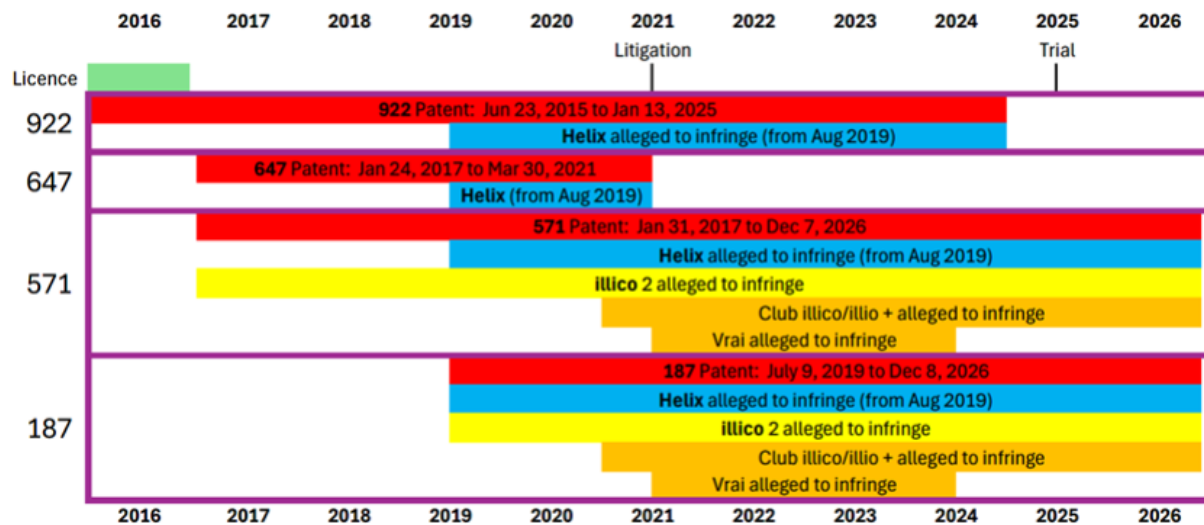 2016 2017 2018 2019 2020 2021 2022 2023 2024 2025 2026
Litigation Trial
Licence
922
922 Patent: Jun 23, 2015 to Jan 13, 2025
Helix alleged to infringe (from Aug 2019)
647
647 Patent: Jan 24, 2017 to Mar 30, 2021
Helix (from Aug 2019)
571
571 Patent: Jan 31, 2017 to Dec 7, 2026
Helix alleged to infringe (from Aug 2019)
illico 2 alleged to infringe
Club illico/illio + alleged to infringe
Vrai alleged to infringe
187
187 Patent: July 9, 2019 to Dec 8, 2026
Helix alleged to infringe (from Aug 2019)
illico 2 alleged to infringe
Club illico/illio + alleged to infringe
Vrai alleged to infringe
2016 2017 2018 2019 2020 2021 2022 2023 2024 2025 2026